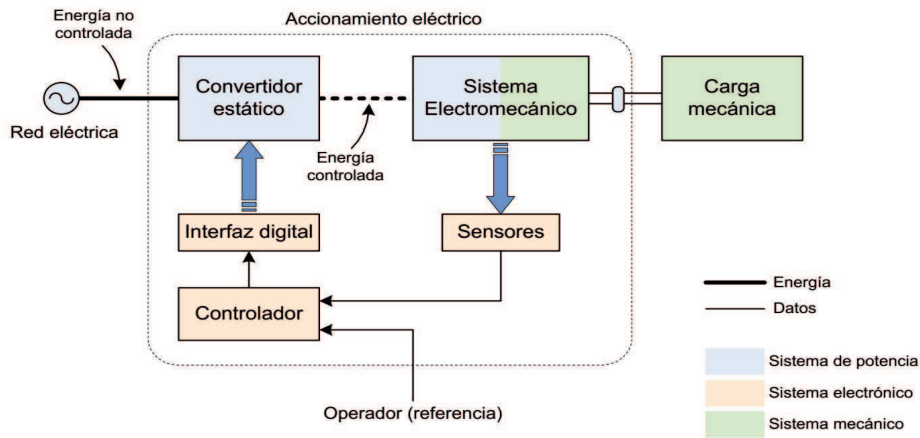 Accionamiento eléctrico
Energía no
controlada
Convertidor
estático
Sistema
Electromecánico
Carga
mecánica
Red eléctrica
Energía
controlada
Interfaz digital
Sensores
Controlador
Operador (referencia)
Energía
Datos
Sistema de potencia
Sistema electrónico
Sistema mecánico